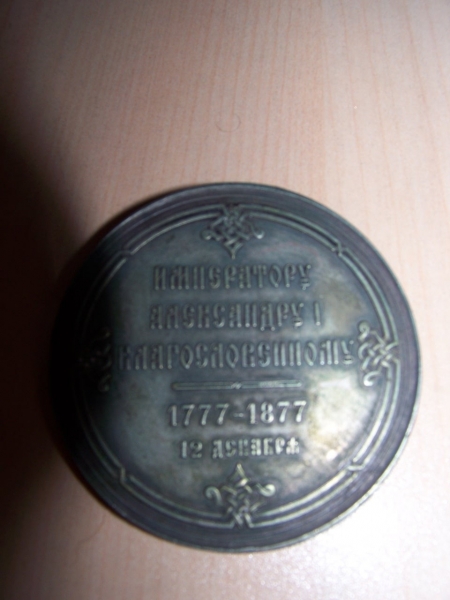 ИМПЕРАТОРУ
АЛЕКСАНДРУ I
БЛАГОСЛОВЕННОМУ
1777-1877
12 ДЕКАБРЯ